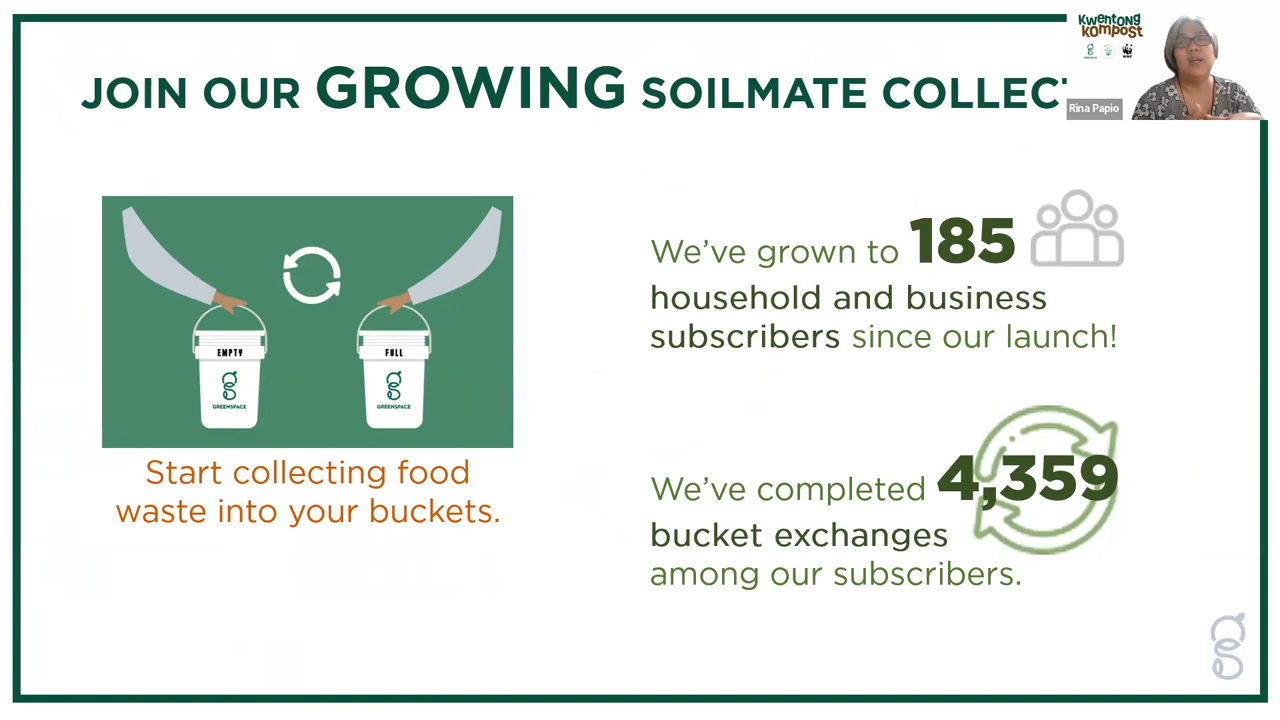 JOIN OUR GROWING SOILMATE COLLECT
Kwentong
Kompost
WWF
Rina Papio
EMPTY
GREENSPACE
FULL
GREENSPACE
Start collecting food
waste into your buckets.
We’ve grown to 185
household and business
subscribers since our launch!
We’ve completed 4,359
bucket exchanges
among our subscribers.